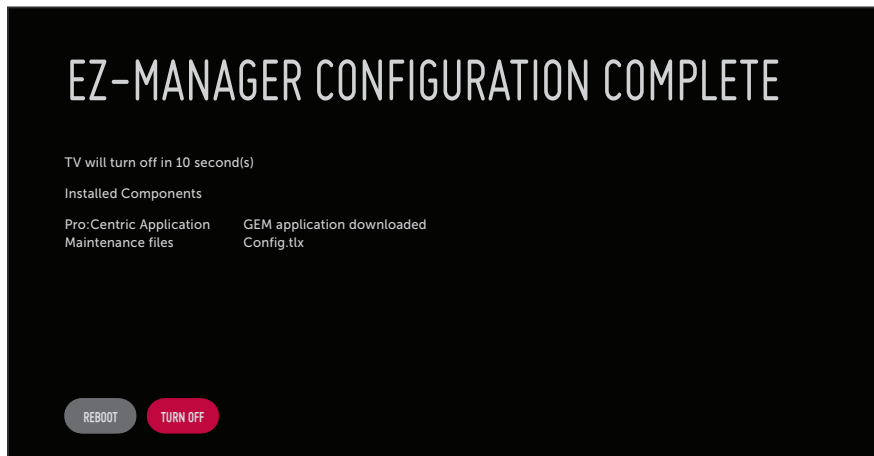 EZ-MANAGER CONFIGURATION COMPLETE
TV will turn off in 10 second(s)
Installed Components
Pro:Centric Application GEM application downloaded
Maintenance files Config.tlx
REBOOT TURN OFF